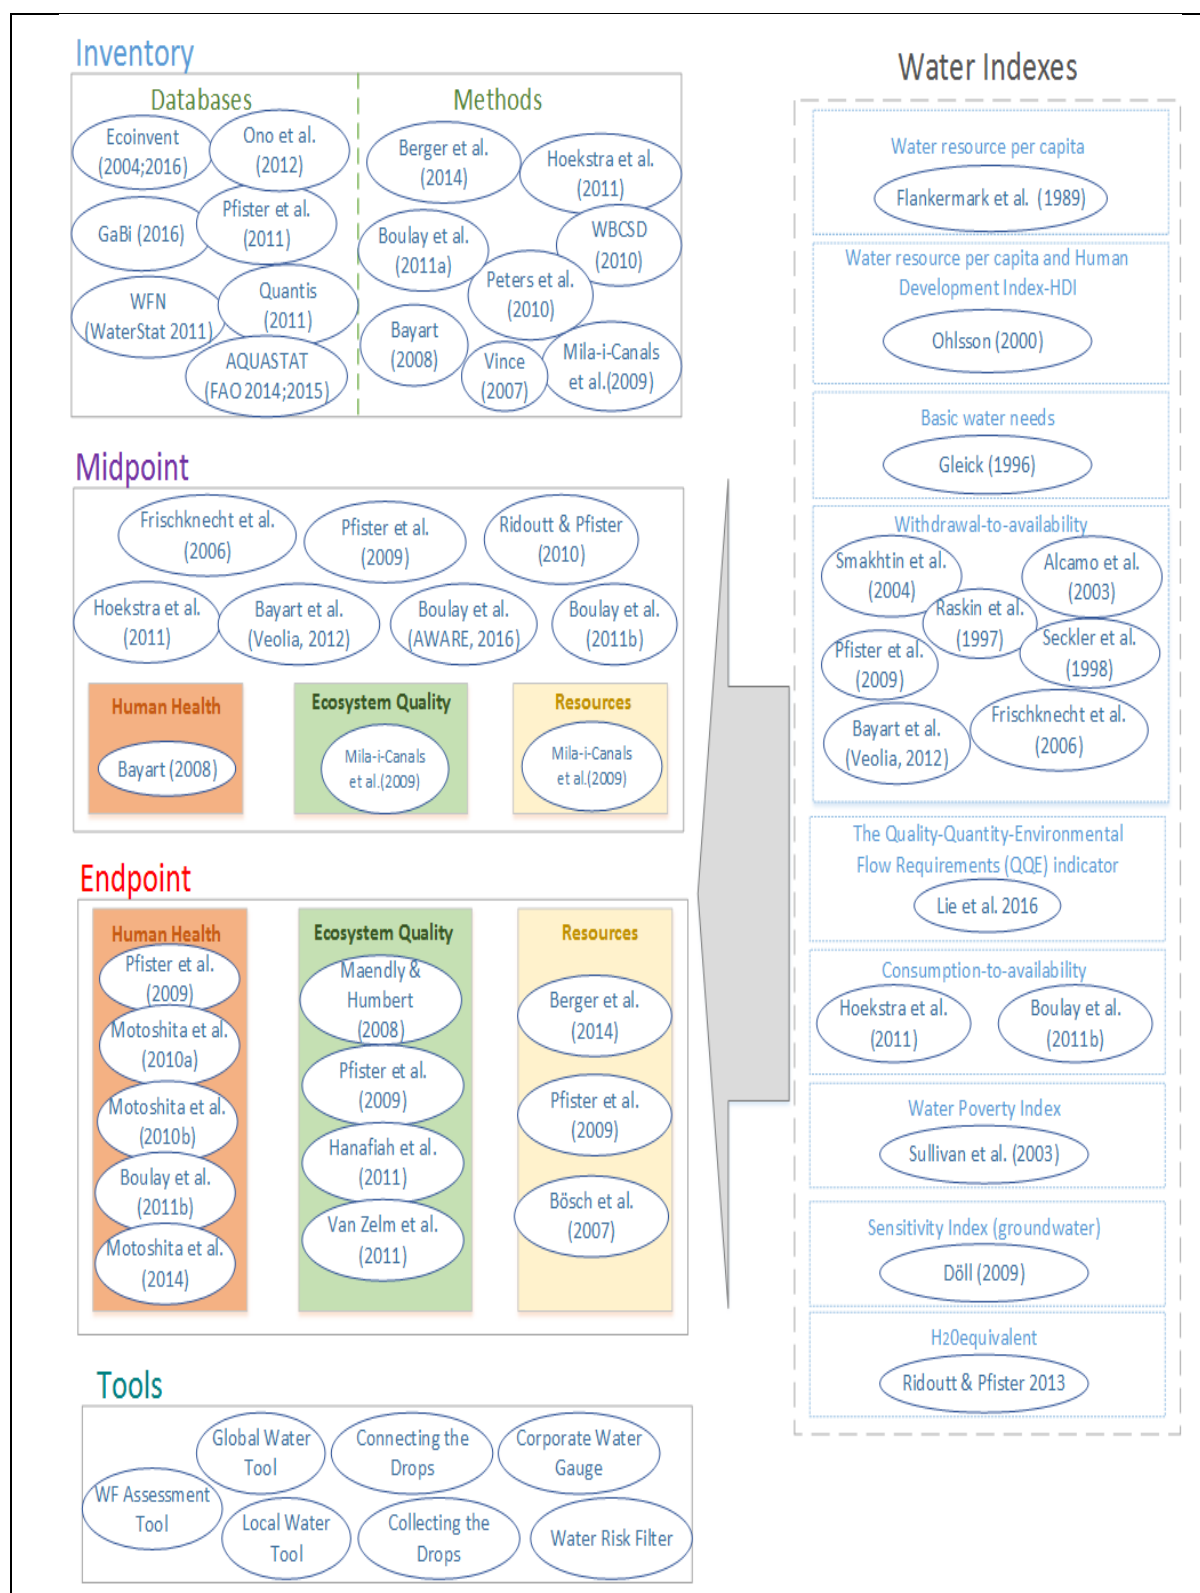 Inventory
Databases
Ecoinvent
(2004;2016)
Ono et al.
(2012)
GaBi (2016)
Pfister et al.
(2011)
WFN
(WaterStat 2011)
Quantis
(2011)
AQUASTAT
(FAO 2014;2015)
Methods
Berger et al.
(2014)
Hoekstra et al.
(2011)
Boulay et al.
(2011a)
WBCSD
(2010)
Peters et al.
(2010)
Bayart
(2008)
Vince
(2007)
Mila-i-Canals
et al.(2009)
Midpoint
Frischknecht et al.
(2006)
Pfister et al.
(2009)
Ridoutt & Pfister
(2010)
Hoekstra et al.
(2011)
Bayart et al.
(Veolia, 2012)
Boulay et al.
(AWARE, 2016)
Boulay et al.
(2011b)
Human Health
Bayart (2008)
Ecosystem Quality
Mila-i-Canals
et al.(2009)
Resources
Mila-i-Canals
et al.(2009)
Endpoint
Human Health
Pfister et al.
(2009)
Motoshita et al.
(2010a)
Motoshita et al.
(2010b)
Boulay et al.
(2011b)
Motoshita et al.
(2014)
Ecosystem Quality
Maendly &
Humbert
(2008)
Pfister et al.
(2009)
Hanafiah et al.
(2011)
Van Zelm et al.
(2011)
Resources
Berger et al.
(2014)
Pfister et al.
(2009)
Bösch et al.
(2007)
Tools
WF Assessment
Tool
Global Water
Tool
Connecting the
Drops
Corporate Water
Gauge
Local Water
Tool
Collecting the
Drops
Water Risk Filter
Water Indexes
Water resource per capita
Flankermark et al. (1989)
Water resource per capita and Human
Development Index-HDI
Ohlsson (2000)
Basic water needs
Gleick (1996)
Withdrawal-to-availability
Smakhtin et al.
(2004)
Alcamo et al.
(2003)
Raskin et al.
(1997)
Pfister et al.
(2009)
Seckler et al.
(1998)
Bayart et al.
(Veolia, 2012)
Frischknecht et al.
(2006)
The Quality-Quantity-Environmental
Flow Requirements (QQE) indicator
Lie et al. 2016
Consumption-to-availability
Hoekstra et al.
(2011)
Boulay et al.
(2011b)
Water Poverty Index
Sullivan et al. (2003)
Sensitivity Index (groundwater)
Döll (2009)
H20equivalent
Ridoutt & Pfister 2013